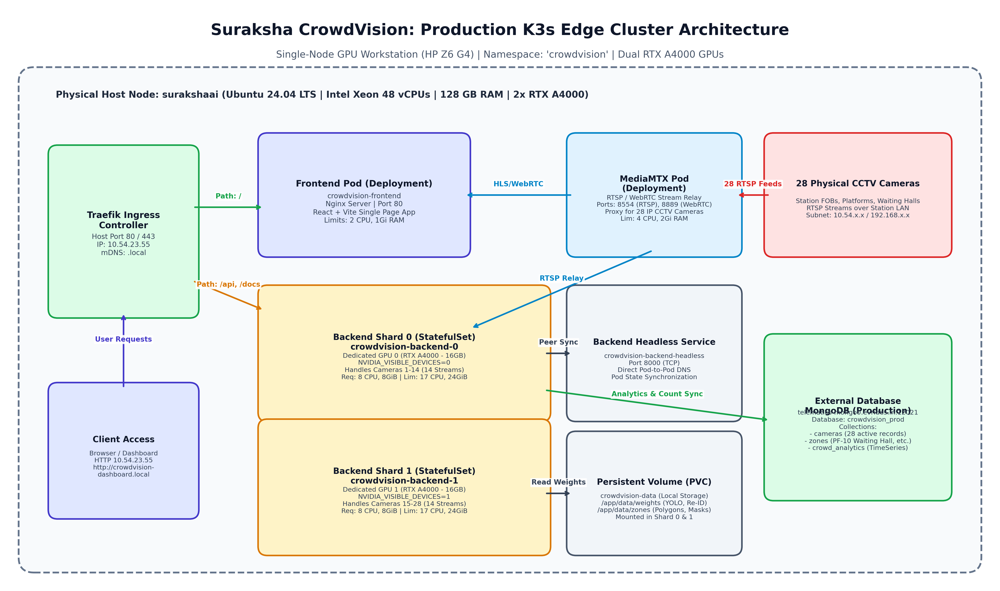 Suraksha CrowdVision: Production K3s Edge Cluster Architecture
Single-Node GPU Workstation (HP Z6 G4) | Namespace: 'crowdvision' | Dual RTX A4000 GPUs
Physical Host Node: surakshaai (Ubuntu 24.04 LTS | Intel Xeon 48 vCPUs | 128 GB RAM | 2x RTX A4000)
Traefik Ingress
Controller
Host Port 80 / 443
IP: 10.54.23.55
mDNS: .local
Path: /
Frontend Pod (Deployment)
crowdvision-frontend
Nginx Server | Port 80
React + Vite Single Page App
Limits: 2 CPU, 1Gi RAM
HLS/WebRTC
MediaMTX Pod
(Deployment)
RTSP / WebRTC Stream Relay
Ports: 8554 (RTSP), 8889 (WebRTC)
Proxy for 28 IP CCTV Cameras
Lim: 4 CPU, 2Gi RAM
28 RTSP Feeds
28 Physical CCTV Cameras
Station FOBs, Platforms, Waiting Halls
RTSP Streams over Station LAN
Subnet: 10.54.x.x / 192.168.x.x
Path: /api, /docs
RTSP Relay
User Requests
Backend Shard 0 (StatefulSet)
crowdvision-backend-0
Dedicated GPU 0 (RTX A4000 - 16GB)
NVIDIA_VISIBLE_DEVICES=0
Handles Cameras 1-14 (14 Streams)
Req: 8 CPU, 8GiB | Lim: 17 CPU, 24GiB
Peer Sync
Backend Headless Service
crowdvision-backend-headless
Port 8000 (TCP)
Direct Pod-to-Pod DNS
Pod State Synchronization
Analytics & Count Sync
External Database
MongoDB (Production)
Database: crowdvision_prod
Collections:
- cameras (28 active records)
- zones (PF-10 Waiting Hall, etc.)
- crowd_analytics (TimeSeries)
Client Access
Browser / Dashboard
HTTP 10.54.23.55
http://crowdvision-
dashboard.local
Backend Shard 1 (StatefulSet)
crowdvision-backend-1
Dedicated GPU 1 (RTX A4000 - 16GB)
NVIDIA_VISIBLE_DEVICES=1
Handles Cameras 15-28 (14 Streams)
Req: 8 CPU, 8GiB | Lim: 17 CPU, 24GiB
Read Weights
Persistent Volume (PVC)
crowdvision-data (Local Storage)
/app/data/weights (YOLO, Re-ID)
/app/data/zones (Polygons, Masks)
Mounted in Shard 0 & 1